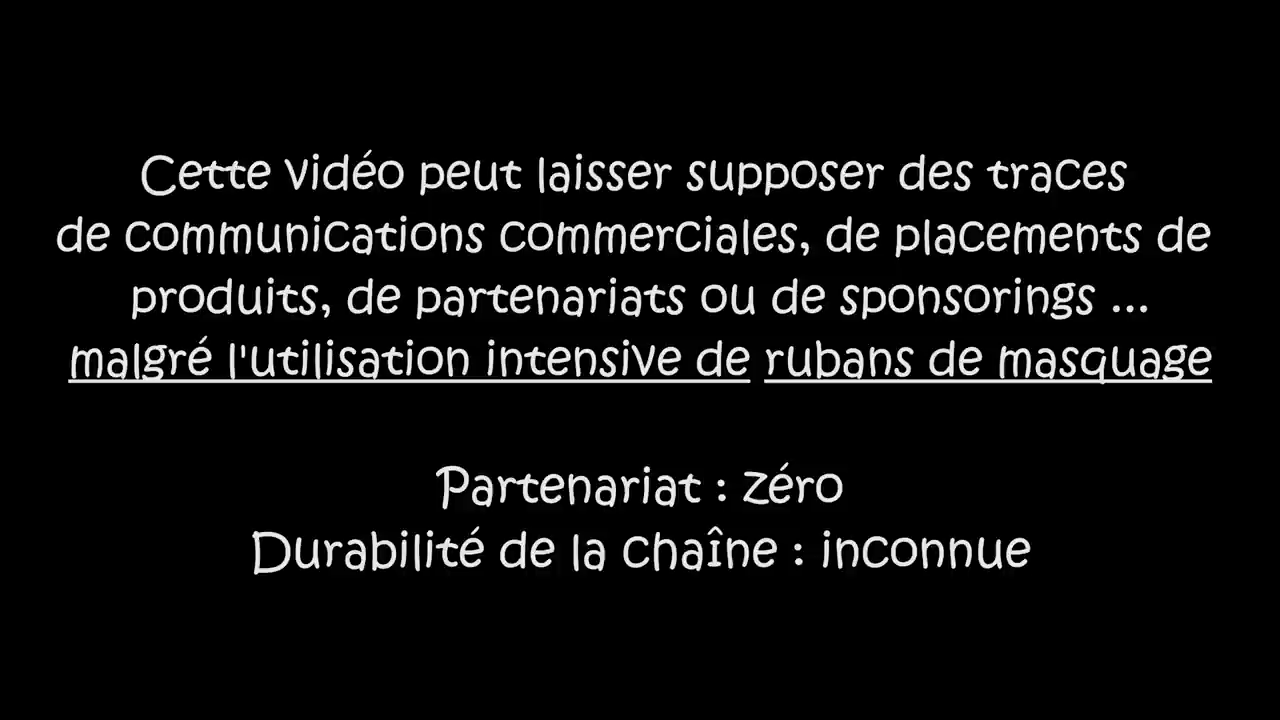 Cette vidéo peut laisser supposer des traces
de communications commerciales, de placements de
produits, de partenariats ou de sponsorings ...
malgré l'utilisation intensive de rubans de masquage
Partenariat : zéro
Durabilité de la chaîne : inconnue